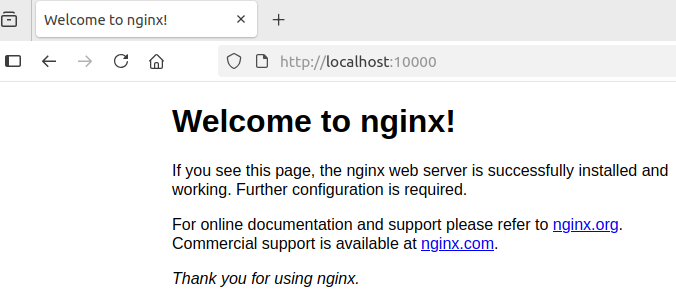 Welcome to nginx!
http://localhost:10000
Welcome to nginx!
If you see this page, the nginx web server is successfully installed and
working. Further configuration is required.
For online documentation and support please refer to nginx.org.
Commercial support is available at nginx.com.
Thank you for using nginx.